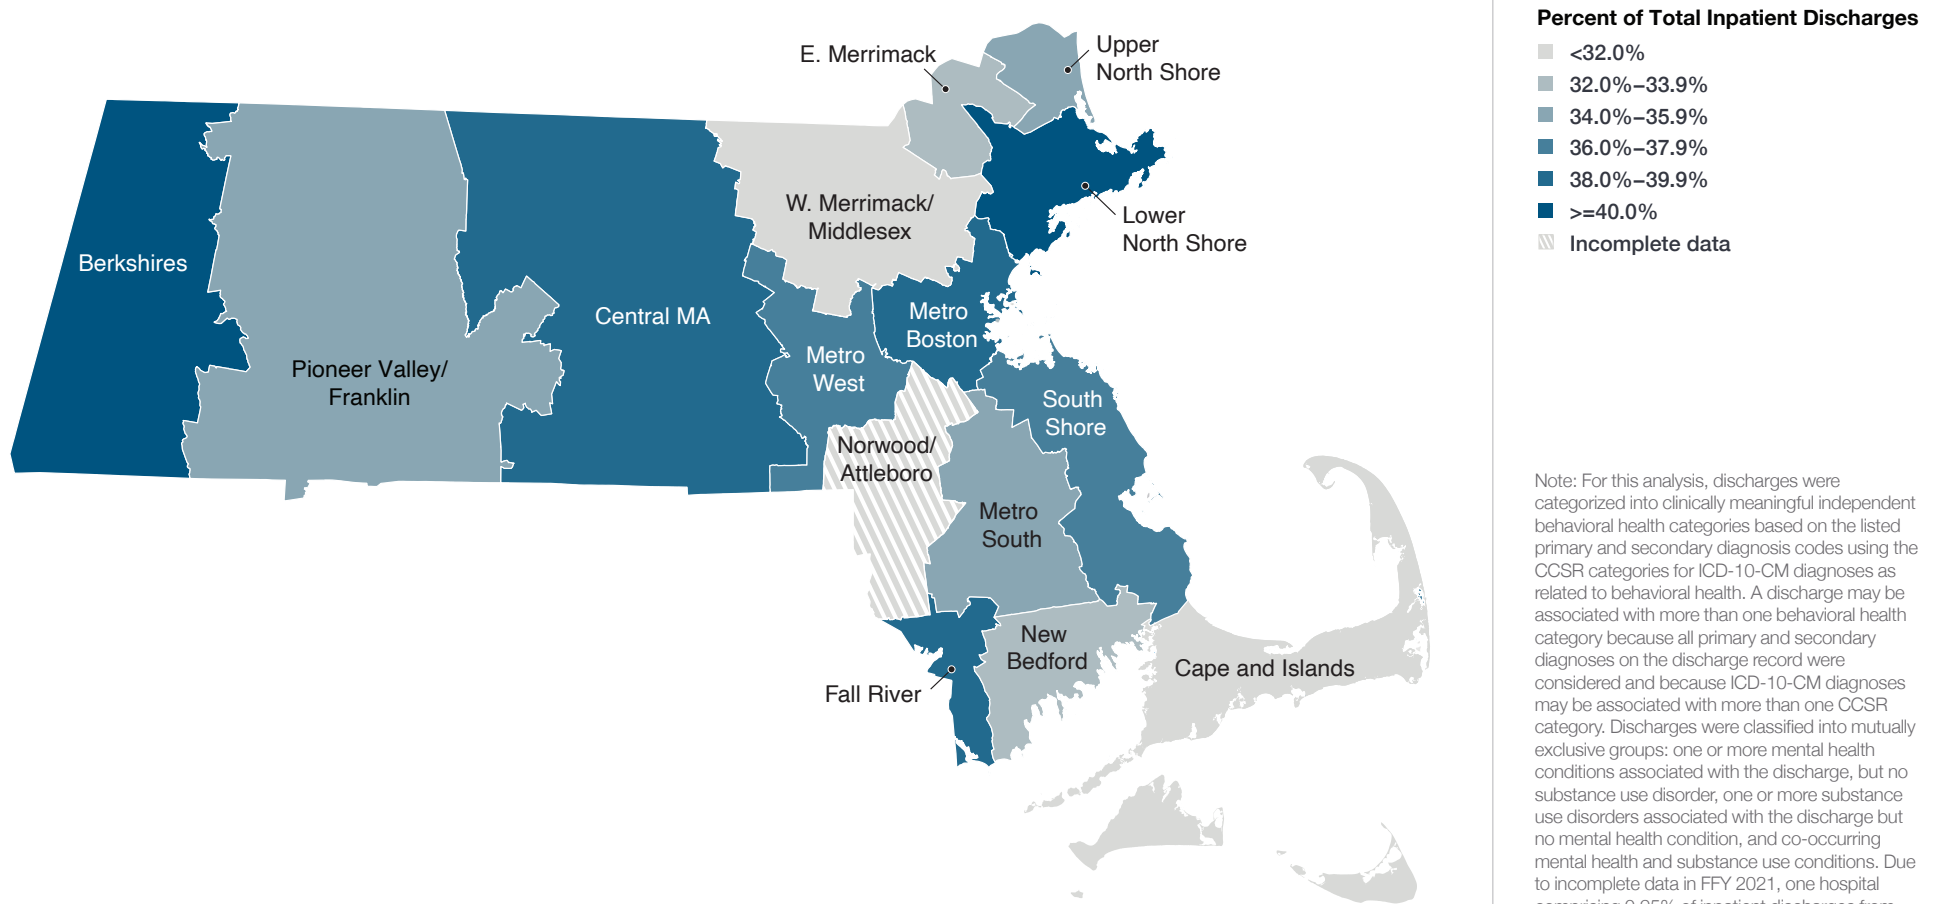 E. Merrimack
Upper
North Shore
W. Merrimack/
Middlesex
Lower
North Shore
Berkshires
Central MA
Metro
Boston
Metro
West
Pioneer Valley/
Franklin
South
Shore
Norwood/
Attleboro
Metro
South
New
Bedford
Cape and Islands
Fall River
Percent of Total Inpatient Discharges
<32.0%
32.0%–33.9%
34.0%–35.9%
36.0%–37.9%
38.0%–39.9%
>=40.0%
Incomplete data
Note: For this analysis, discharges were
categorized into clinically meaningful independent
behavioral health categories based on the listed
primary and secondary diagnosis codes using the
CCSR categories for ICD-10-CM diagnoses as
related to behavioral health. A discharge may be
associated with more than one behavioral health
category because all primary and secondary
diagnoses on the discharge record were
considered and because ICD-10-CM diagnoses
may be associated with more than one CCSR
category. Discharges were classified into mutually
exclusive groups: one or more mental health
conditions associated with the discharge, but no
substance use disorder, one or more substance
use disorders associated with the discharge but
no mental health condition, and co-occurring
mental health and substance use conditions. Due
to incomplete data in FFY 2021, one hospital
of inpatient discharges from